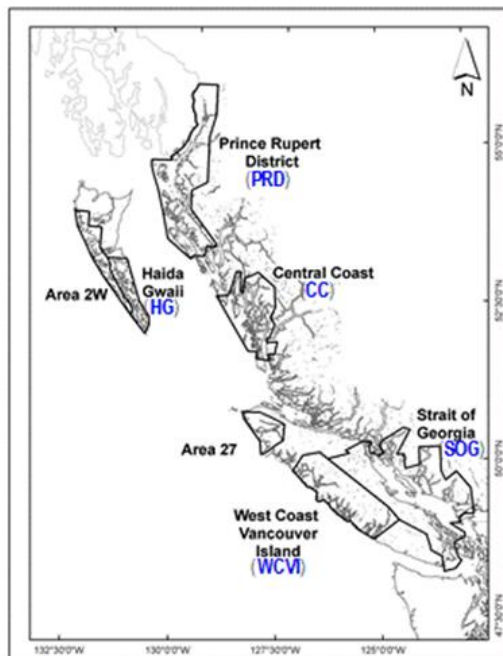 N
Prince Rupert
District
(PRD)
Haida
Gwaii
(HG)
Area 2W
Central Coast
(CC)
Strait of
Georgia
(SOG)
Area 27
West Coast
Vancouver
Island
(WCVI)
55°0'0"N
52°30'0"N
50°0'0"N
47°30'0"N
132°30'0"W
130°0'0"W
127°30'0"W
125°0'0"W